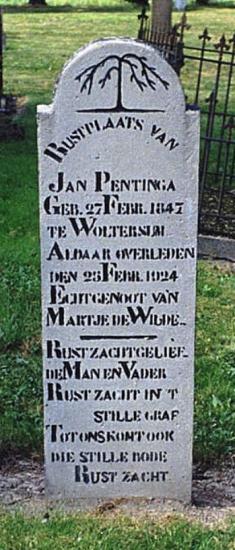 RUSTPLAATS VAN
JAN PENTINGA
GEB. 27 FEBR. 1847
TE WOLTERSUM
ALDAAR OVERLEDEN
DEN 25 FEBR. 1924
ECHTGENOOT VAN
MARTJE DE WILDE.
RUST ZACHT GELIEF-
DE MAN EN VADER
RUST ZACHT IN'T
STILLE GRAF
TOT ONS KONT OOK
DIE STILLE BODE
RUST ZACHT